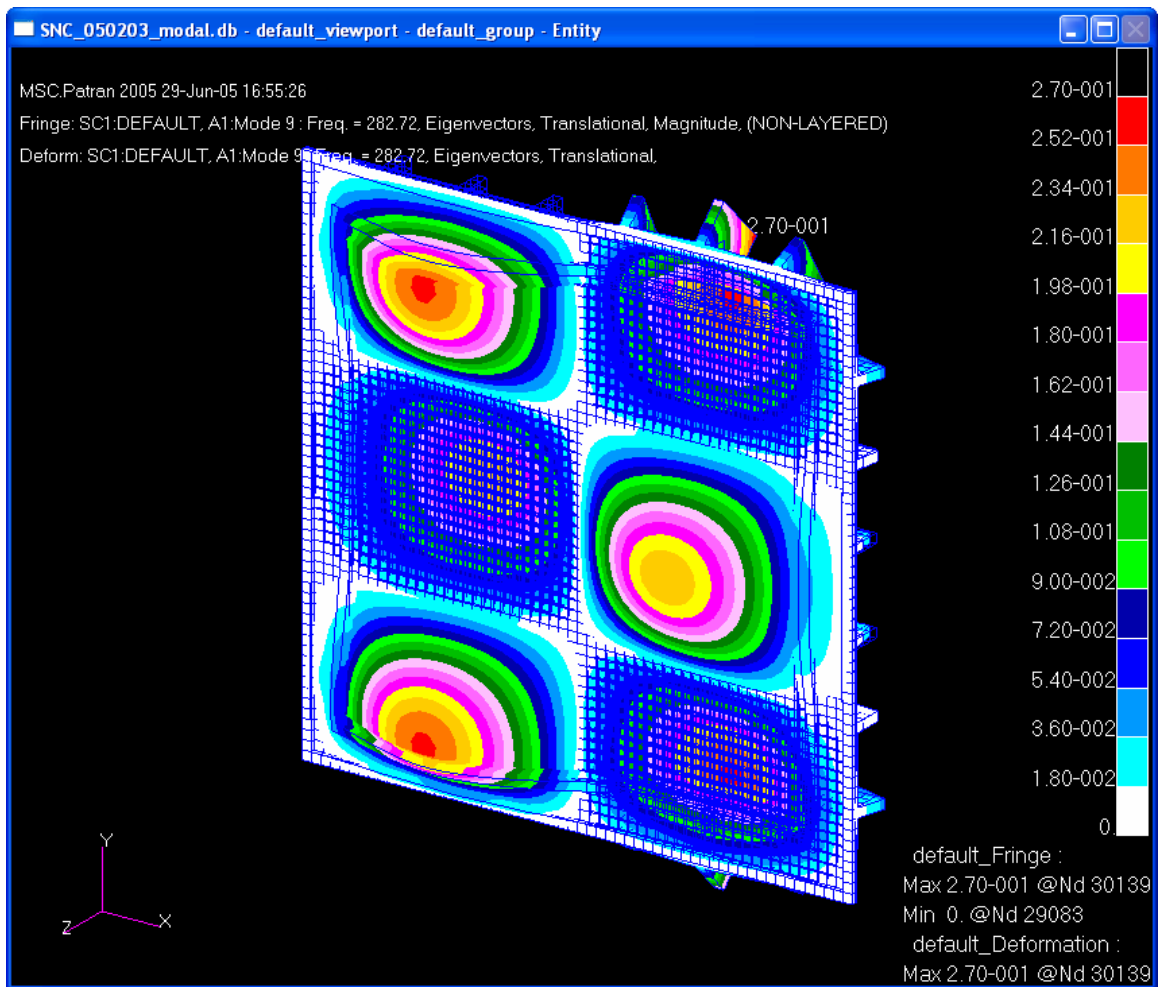 SNC_050203_modal.db - default_viewport - default_group - Entity
MSC.Patran 2005 29-Jun-05 16:55:26
Fringe: SC1:DEFAULT, A1:Mode 9 : Freq. = 282.72, Eigenvectors, Translational, Magnitude, (NON-LAYERED)
Deform: SC1:DEFAULT, A1:Mode 9 : Freq. = 282.72, Eigenvectors, Translational,
2.70-001
2.70-001
2.52-001
2.34-001
2.16-001
1.98-001
1.80-001
1.62-001
1.44-001
1.26-001
1.08-001
9.00-002
7.20-002
5.40-002
3.60-002
1.80-002
0.
default_Fringe :
Max 2.70-001 @Nd 30139
Min 0. @Nd 29083
default_Deformation :
Max 2.70-001 @Nd 30139
Y
Z
X